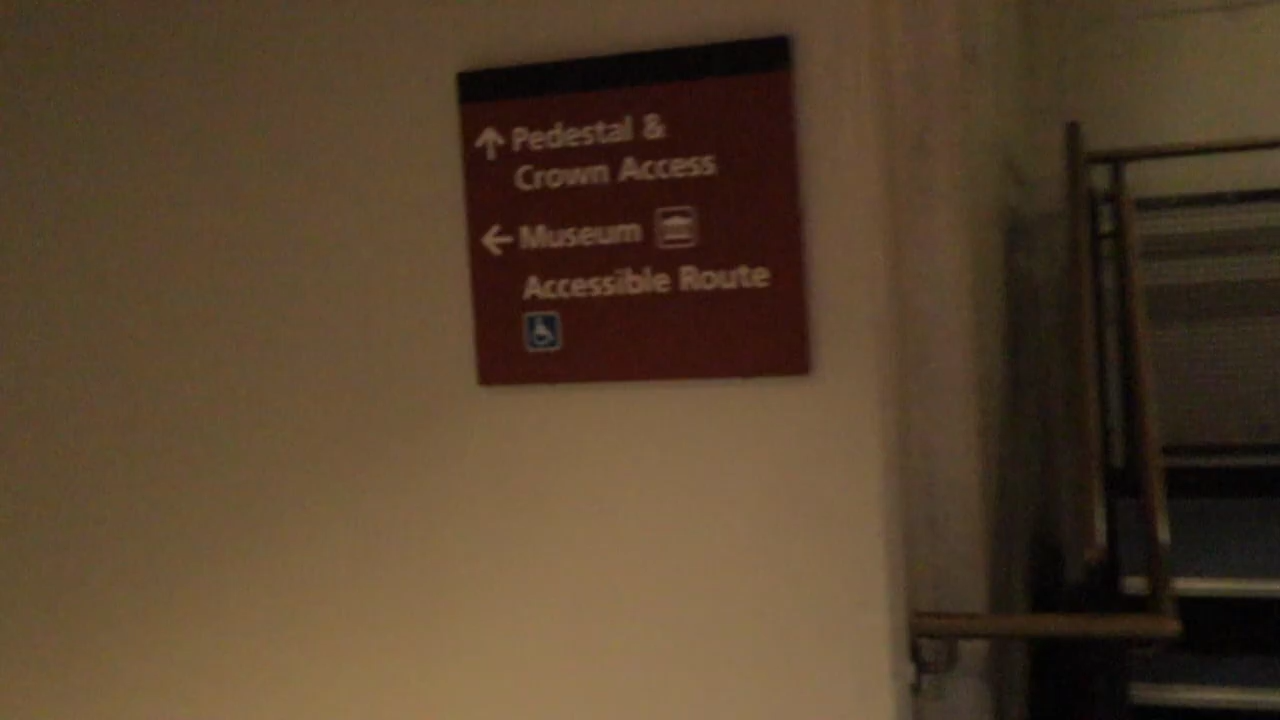 ↑ Pedestal &
Crown Access
← Museum
Accessible Route